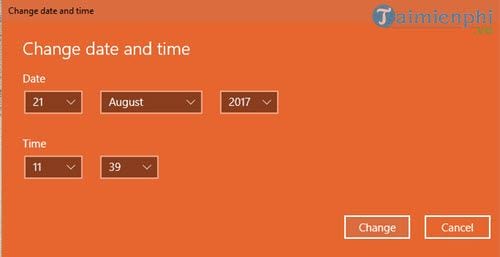 Change date and time
Taimienphi
.vn
Change date and time
Date
21 August 2017
Time
11 39
Change Cancel